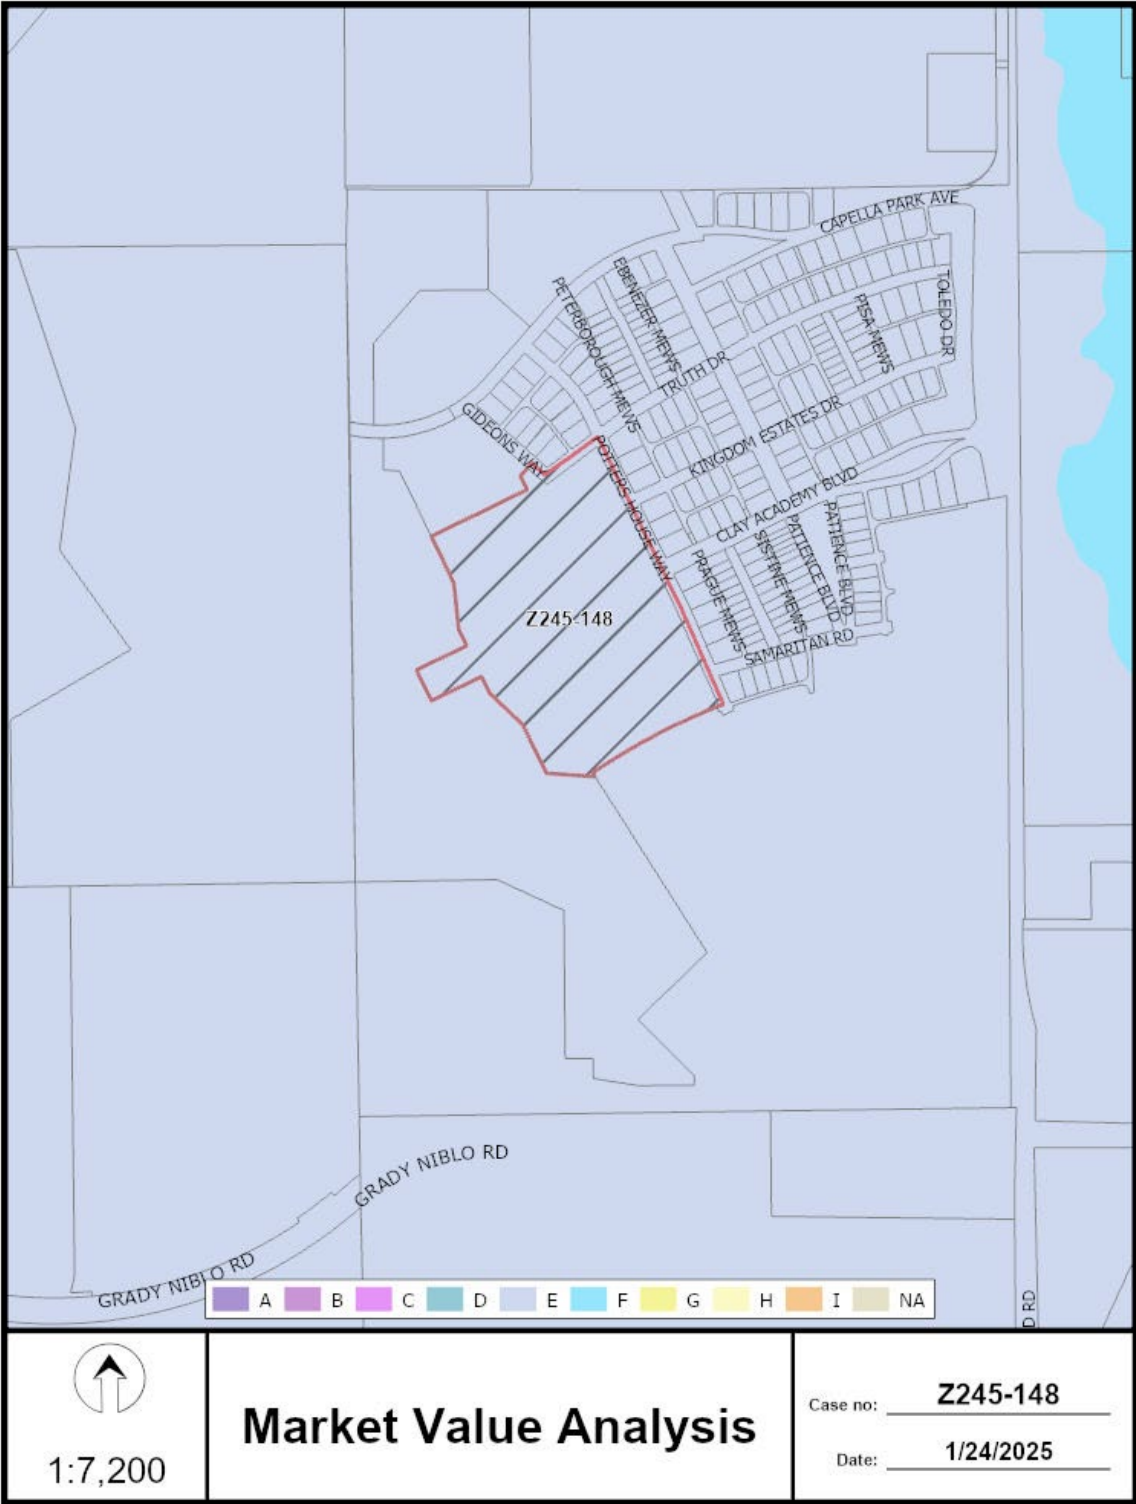 CAPELLA PARK AVE
EBENEZER MEWS
PETERBOROUGH MEWS
TOLEDO DR
PISA MEWS
TRUTH DR
GIDEONS WAY
KINGDOM ESTATES DR
POTTERS HOUSE WAY
CLAY ACADEMY BLVD
PATIENCE BLVD
PATIENCE BLVD
SISTINE MEWS
PRAGUE MEWS
Z245-148
SAMARITAN RD
GRADY NIBLO RD
GRADY NIBLO RD
D RD
A B C D E F G H I NA
1:7,200
Market Value Analysis
Case no: Z245-148
Date: 1/24/2025